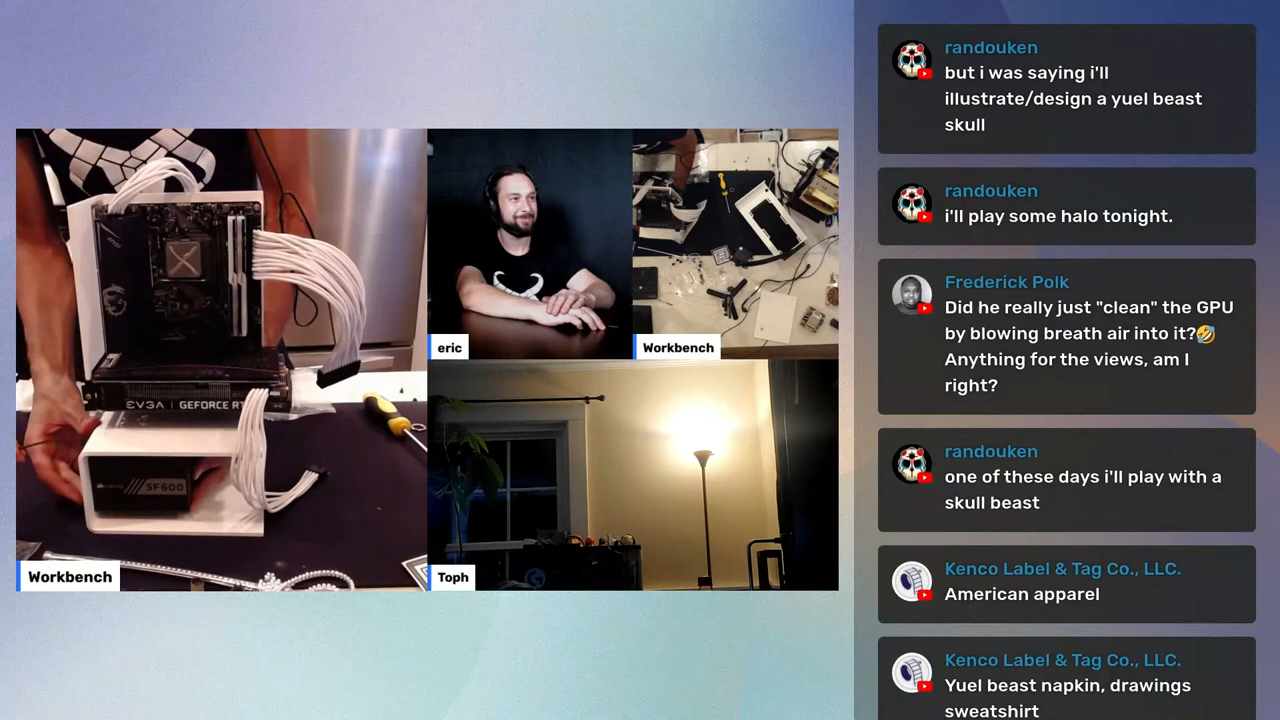 EVGA | GEFORCE RT
SF600
Workbench
eric
Workbench
Toph
randouken
but i was saying i'll
illustrate/design a yuel beast
skull
randouken
i'll play some halo tonight.
Frederick Polk
Did he really just "clean" the GPU
by blowing breath air into it?🤣
Anything for the views, am I
right?
randouken
one of these days i'll play with a
skull beast
Kenco Label & Tag Co., LLC.
American apparel
Kenco Label & Tag Co., LLC.
Yuel beast napkin, drawings
sweatshirt